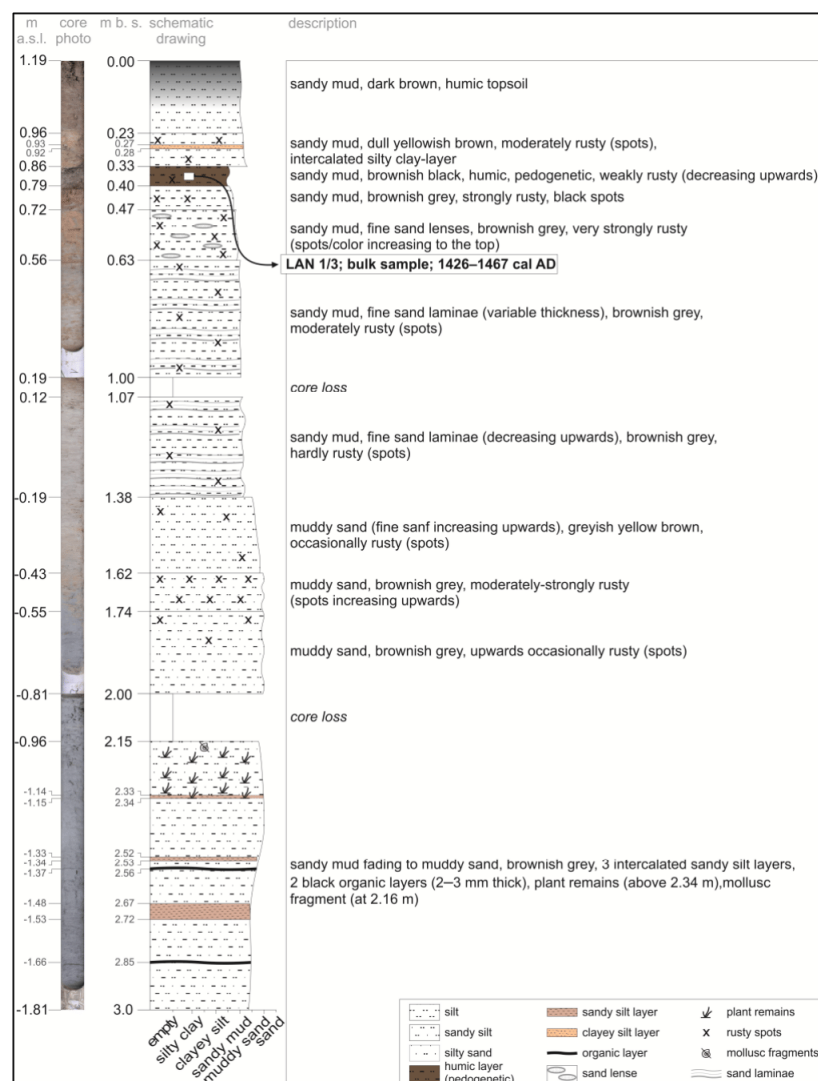 m a.s.l. core photo m b. s. schematic drawing description
1.19 0.00
sandy mud, dark brown, humic topsoil
0.96 0.23
0.93 0.27
sandy mud, dull yellowish brown, moderately rusty (spots),
0.92 0.28
intercalated silty clay-layer
0.86 0.33
sandy mud, brownish black, humic, pedogenetic, weakly rusty (decreasing upwards)
0.79 0.40
sandy mud, brownish grey, strongly rusty, black spots
0.72 0.47
sandy mud, fine sand lenses, brownish grey, very strongly rusty
(spots/color increasing to the top)
0.56 0.63
LAN 1/3; bulk sample; 1426–1467 cal AD
sandy mud, fine sand laminae (variable thickness), brownish grey,
moderately rusty (spots)
0.19 1.00
core loss
0.12 1.07
sandy mud, fine sand laminae (decreasing upwards), brownish grey,
hardly rusty (spots)
-0.19 1.38
muddy sand (fine sanf increasing upwards), greyish yellow brown,
occasionally rusty (spots)
-0.43 1.62
muddy sand, brownish grey, moderately-strongly rusty
(spots increasing upwards)
-0.55 1.74
muddy sand, brownish grey, upwards occasionally rusty (spots)
-0.81 2.00
core loss
-0.96 2.15
-1.14 2.33
-1.15 2.34
-1.33 2.52
-1.34 2.53
sandy mud fading to muddy sand, brownish grey, 3 intercalated sandy silt layers,
-1.37 2.56
2 black organic layers (2–3 mm thick), plant remains (above 2.34 m),mollusc
fragment (at 2.16 m)
-1.48 2.67
-1.53 2.72
-1.66 2.85
-1.81 3.0
empty
silty clay
clayey silt
sandy mud
muddy sand
sand
silt sandy silt layer plant remains
sandy silt clayey silt layer rusty spots
silty sand organic layer mollusc fragments
humic layer (pedogenetic) sand lense sand laminae